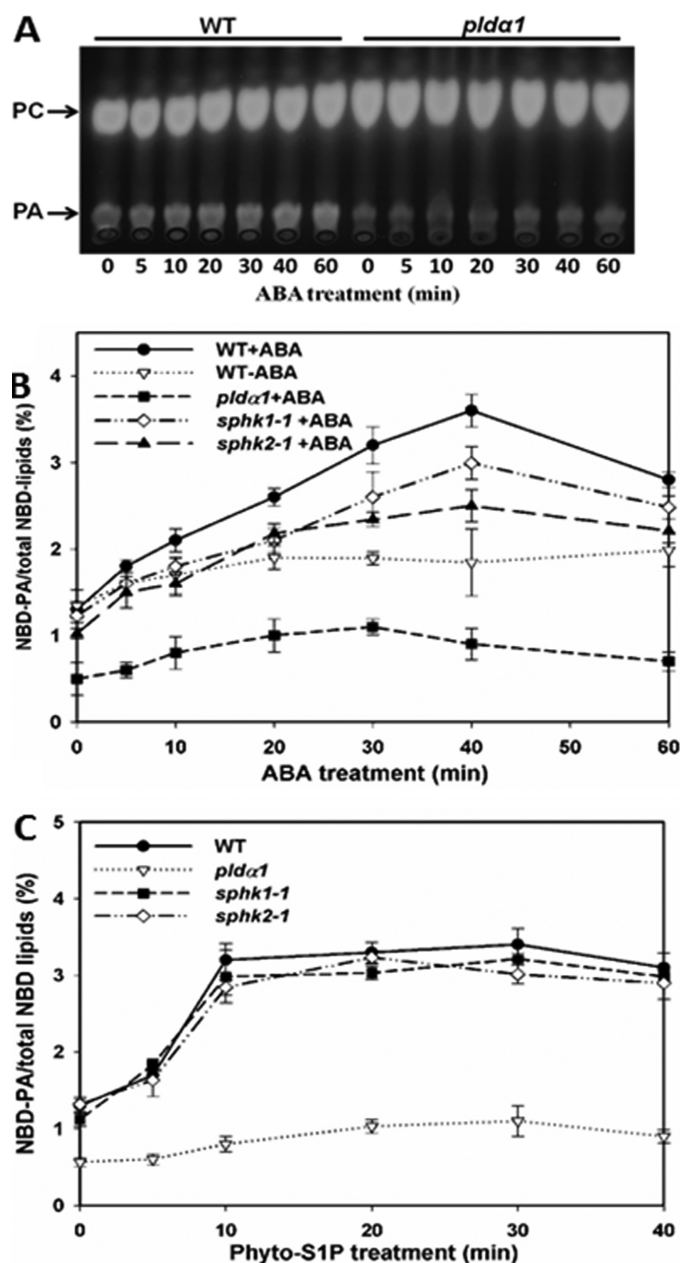 A
WT
pldα1
PC
PA
0 5 10 20 30 40 60 0 5 10 20 30 40 60
ABA treatment (min)
B
WT+ABA
WT-ABA
pldα1+ABA
sphk1-1 +ABA
sphk2-1 +ABA
NBD-PA/total NBD-lipids (%)
4
3
2
1
0
0 10 20 30 40 50 60
ABA treatment (min)
C
WT
pldα1
sphk1-1
sphk2-1
NBD-PA/total NBD lipids (%)
5
4
3
2
1
0
0 10 20 30 40
Phyto-S1P treatment (min)